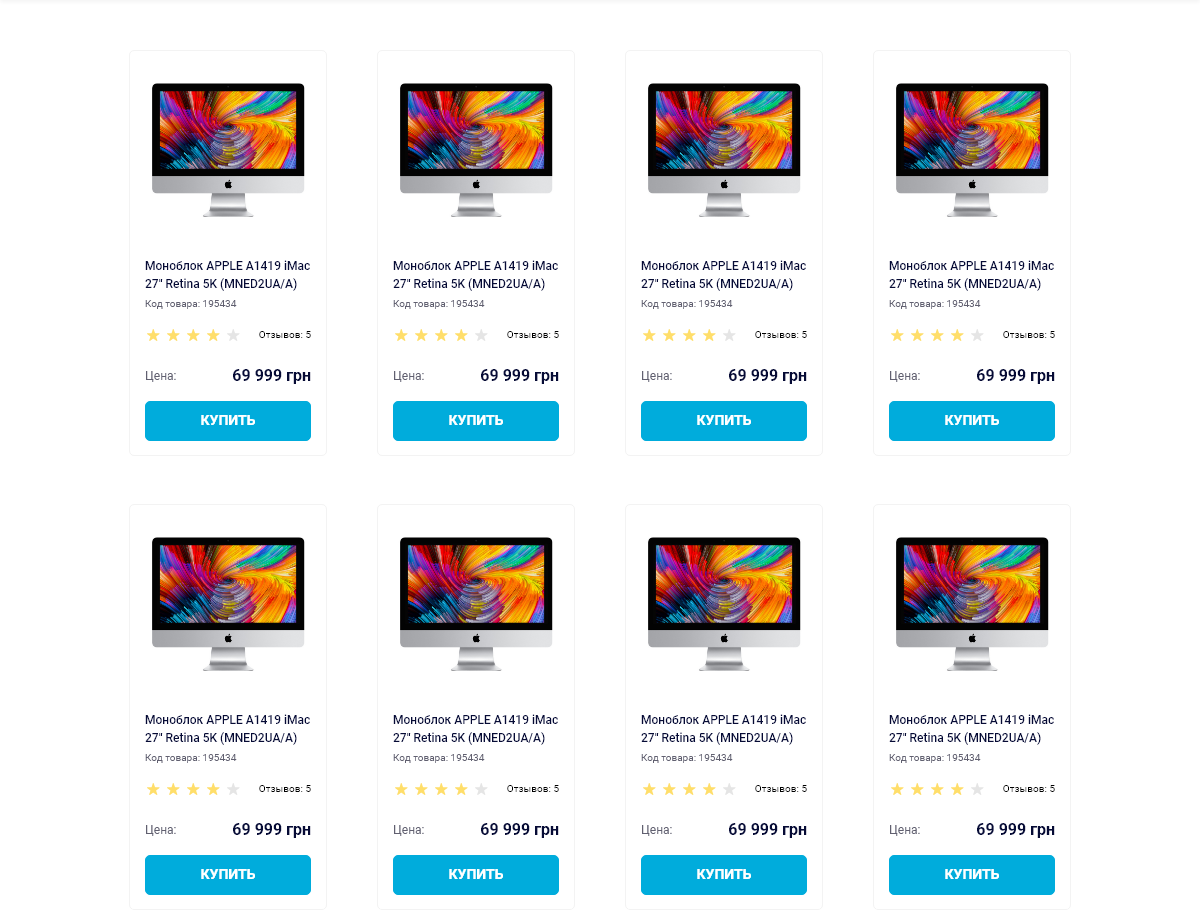 Моноблок APPLE A1419 iMac
27" Retina 5K (MNED2UA/A)
Код товара: 195434
Отзывов: 5
Цена: 69 999 грн
КУПИТЬ
Моноблок APPLE A1419 iMac
27" Retina 5K (MNED2UA/A)
Код товара: 195434
Отзывов: 5
Цена: 69 999 грн
КУПИТЬ
Моноблок APPLE A1419 iMac
27" Retina 5K (MNED2UA/A)
Код товара: 195434
Отзывов: 5
Цена: 69 999 грн
КУПИТЬ
Моноблок APPLE A1419 iMac
27" Retina 5K (MNED2UA/A)
Код товара: 195434
Отзывов: 5
Цена: 69 999 грн
КУПИТЬ
Моноблок APPLE A1419 iMac
27" Retina 5K (MNED2UA/A)
Код товара: 195434
Отзывов: 5
Цена: 69 999 грн
КУПИТЬ
Моноблок APPLE A1419 iMac
27" Retina 5K (MNED2UA/A)
Код товара: 195434
Отзывов: 5
Цена: 69 999 грн
КУПИТЬ
Моноблок APPLE A1419 iMac
27" Retina 5K (MNED2UA/A)
Код товара: 195434
Отзывов: 5
Цена: 69 999 грн
КУПИТЬ
Моноблок APPLE A1419 iMac
27" Retina 5K (MNED2UA/A)
Код товара: 195434
Отзывов: 5
Цена: 69 999 грн
КУПИТЬ